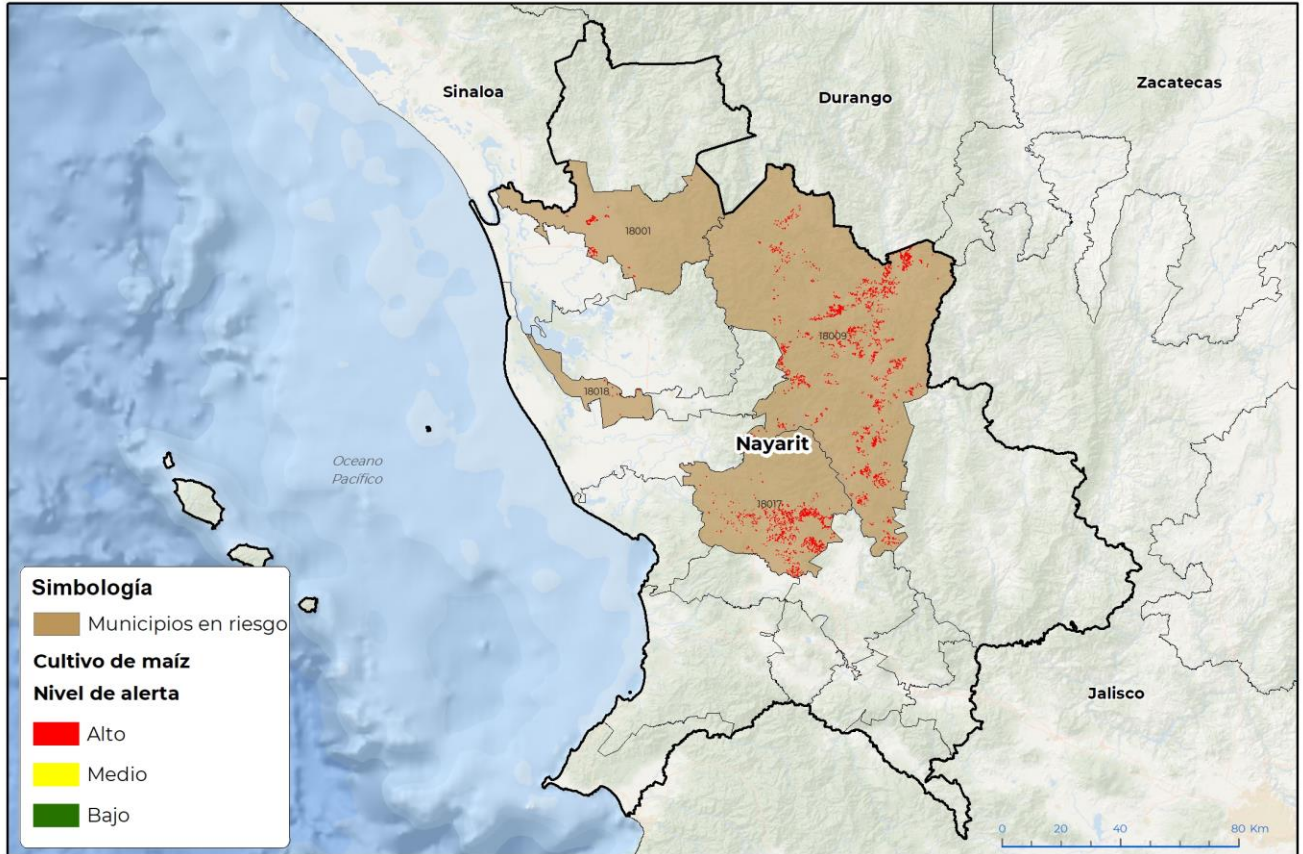 Sinaloa
Durango
Zacatecas
18001
18009
18018
Nayarit
18017
Oceano
Pacífico
Jalisco
Simbología
Municipios en riesgo
Cultivo de maíz
Nivel de alerta
Alto
Medio
Bajo
0 20 40 80 Km